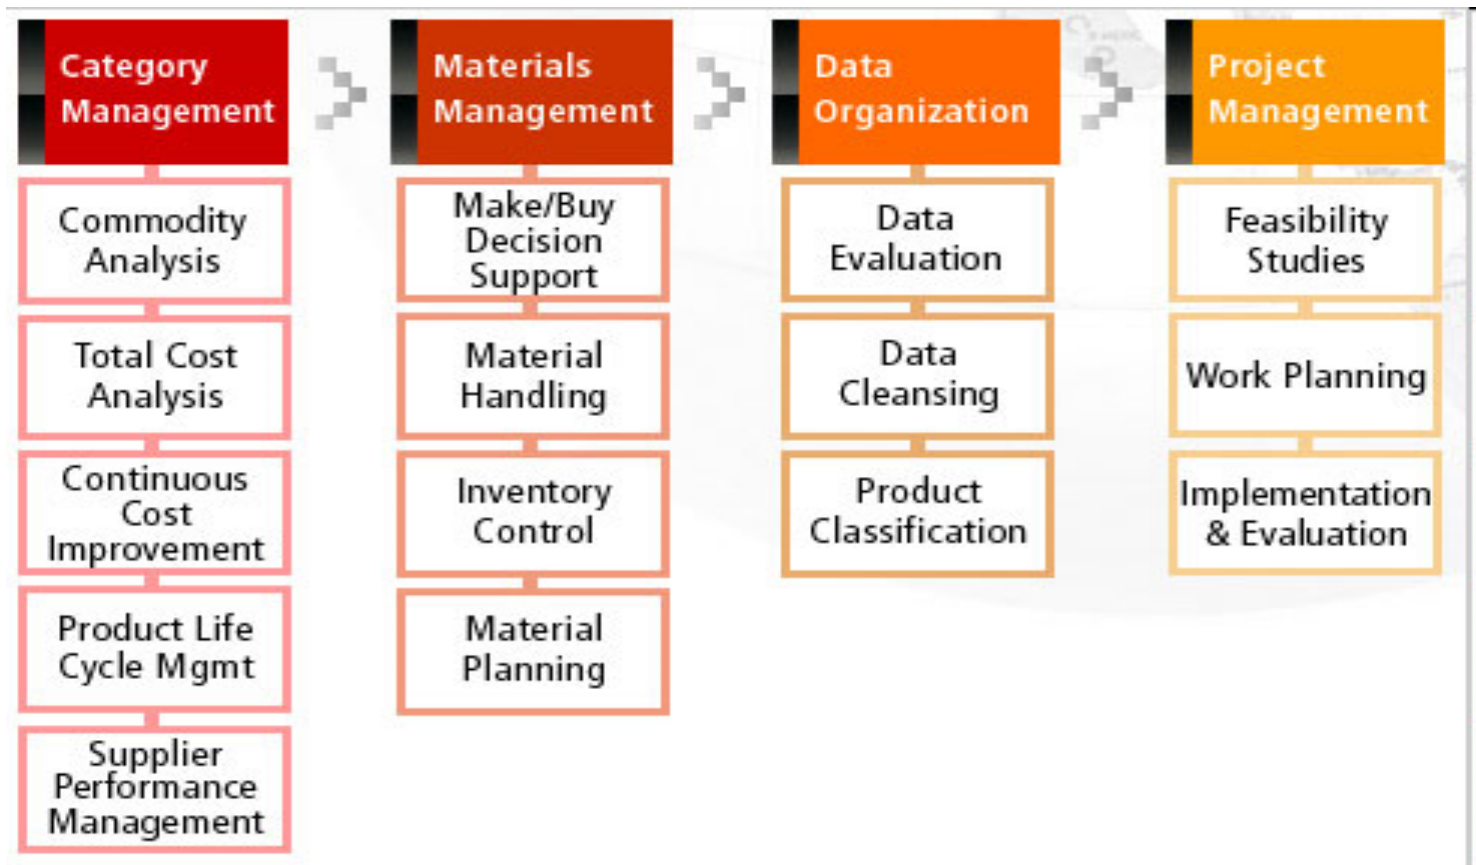 Category
Management
Commodity
Analysis
Total Cost
Analysis
Continuous
Cost
Improvement
Product Life
Cycle Mgmt
Supplier
Performance
Management
Materials
Management
Make/Buy
Decision
Support
Material
Handling
Inventory
Control
Material
Planning
Data
Organization
Data
Evaluation
Data
Cleansing
Product
Classification
Project
Management
Feasibility
Studies
Work Planning
Implementation
& Evaluation